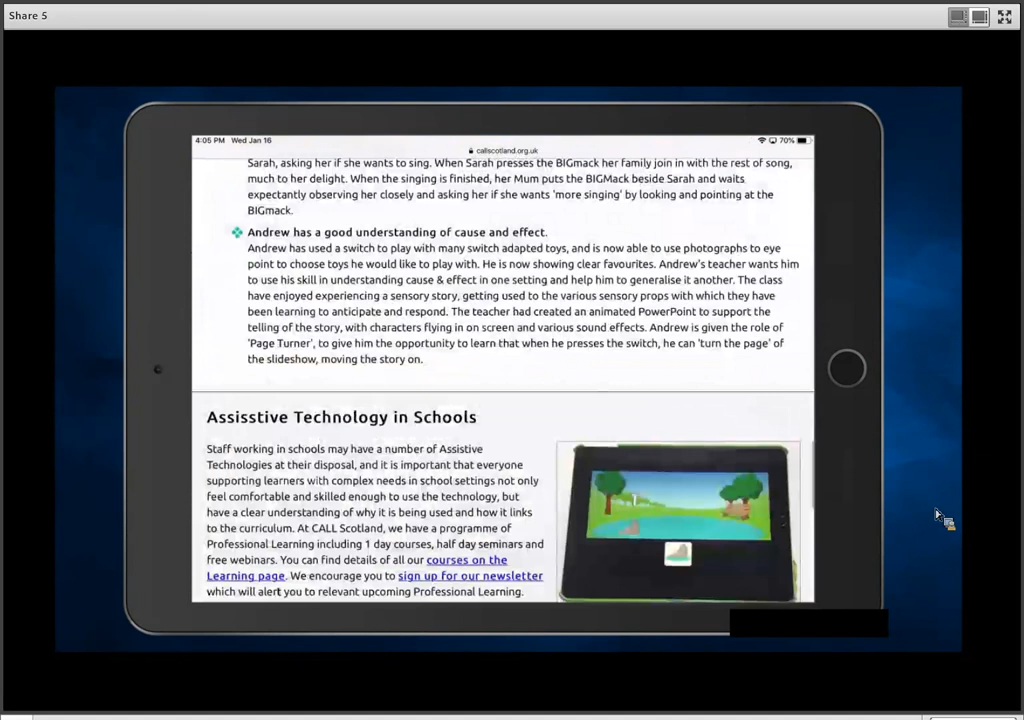 Share 5
4:05 PM Wed Jan 16
70%
callscotland.org.uk
Sarah, asking her if she wants to sing. When Sarah presses the BIGmack her family join in with the rest of song,
much to her delight. When the singing is finished, her Mum puts the BIGMack beside Sarah and waits
expectantly observing her closely and asking her if she wants 'more singing' by looking and pointing at the
BIGmack.
Andrew has a good understanding of cause and effect.
Andrew has used a switch to play with many switch adapted toys, and is now able to use photographs to eye
point to choose toys he would like to play with. He is now showing clear favourites. Andrew's teacher wants him
to use his skill in understanding cause & effect in one setting and help him to generalise it another. The class
have enjoyed experiencing a sensory story, getting used to the various sensory props with which they have
been learning to anticipate and respond. The teacher had created an animated PowerPoint to support the
telling of the story, with characters flying in on screen and various sound effects. Andrew is given the role of
'Page Turner', to give him the opportunity to learn that when he presses the switch, he can 'turn the page' of
the slideshow, moving the story on.
Assisstive Technology in Schools
Staff working in schools may have a number of Assistive
Technologies at their disposal, and it is important that everyone
supporting learners with complex needs in school settings not only
feel comfortable and skilled enough to use the technology, but
have a clear understanding of why it is being used and how it links
to the curriculum. At CALL Scotland, we have a programme of
Professional Learning including 1 day courses, half day seminars and
free webinars. You can find details of all our courses on the
Learning page. We encourage you to sign up for our newsletter
which will alert you to relevant upcoming Professional Learning.